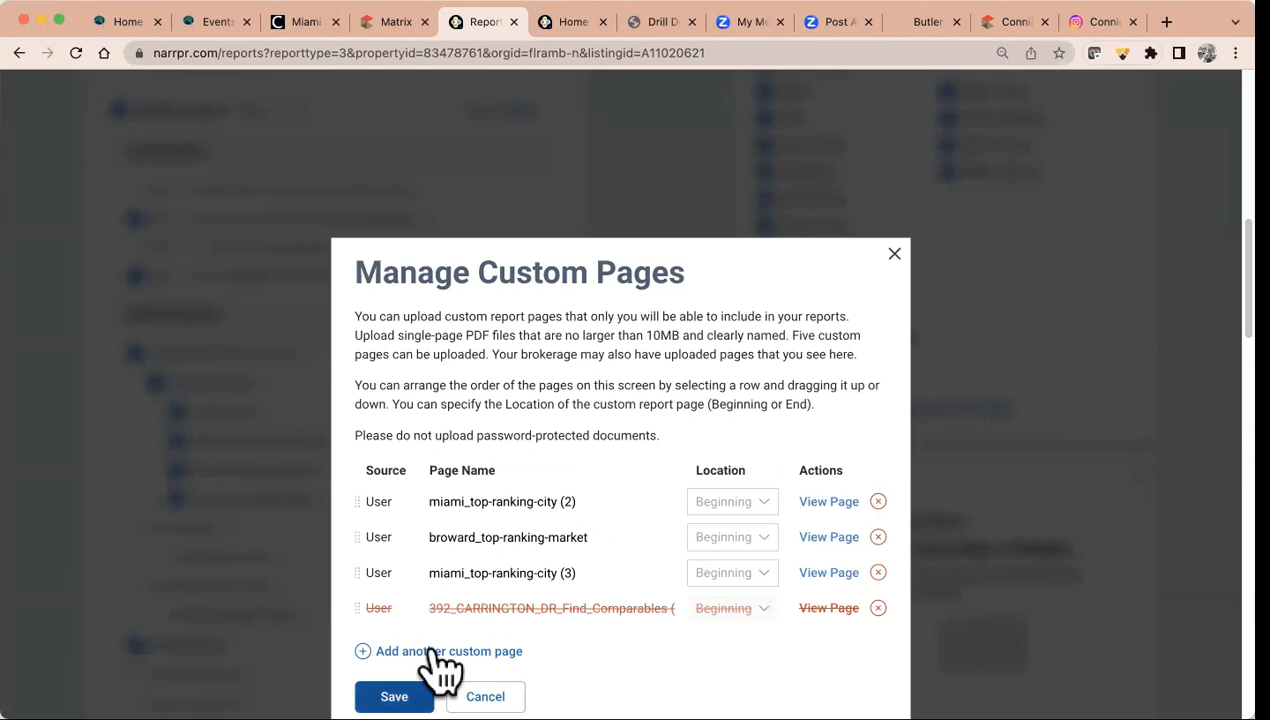 Home
Events
Miami
Matrix
Report
Home
Drill D
My Me
Post A
Butler
Conni
Conni
narrpr.com/reports?reporttype=3&propertyid=83478761&orgid=flramb-n&listingid=A11020621
Manage Custom Pages
You can upload custom report pages that only you will be able to include in your reports.
Upload single-page PDF files that are no larger than 10MB and clearly named. Five custom
pages can be uploaded. Your brokerage may also have uploaded pages that you see here.
You can arrange the order of the pages on this screen by selecting a row and dragging it up or
down. You can specify the Location of the custom report page (Beginning or End).
Please do not upload password-protected documents.
Source Page Name Location Actions
User miami_top-ranking-city (2) Beginning View Page
User broward_top-ranking-market Beginning View Page
User miami_top-ranking-city (3) Beginning View Page
User 392_CARRINGTON_DR_Find_Comparables ( Beginning View Page
Add another custom page
Save Cancel